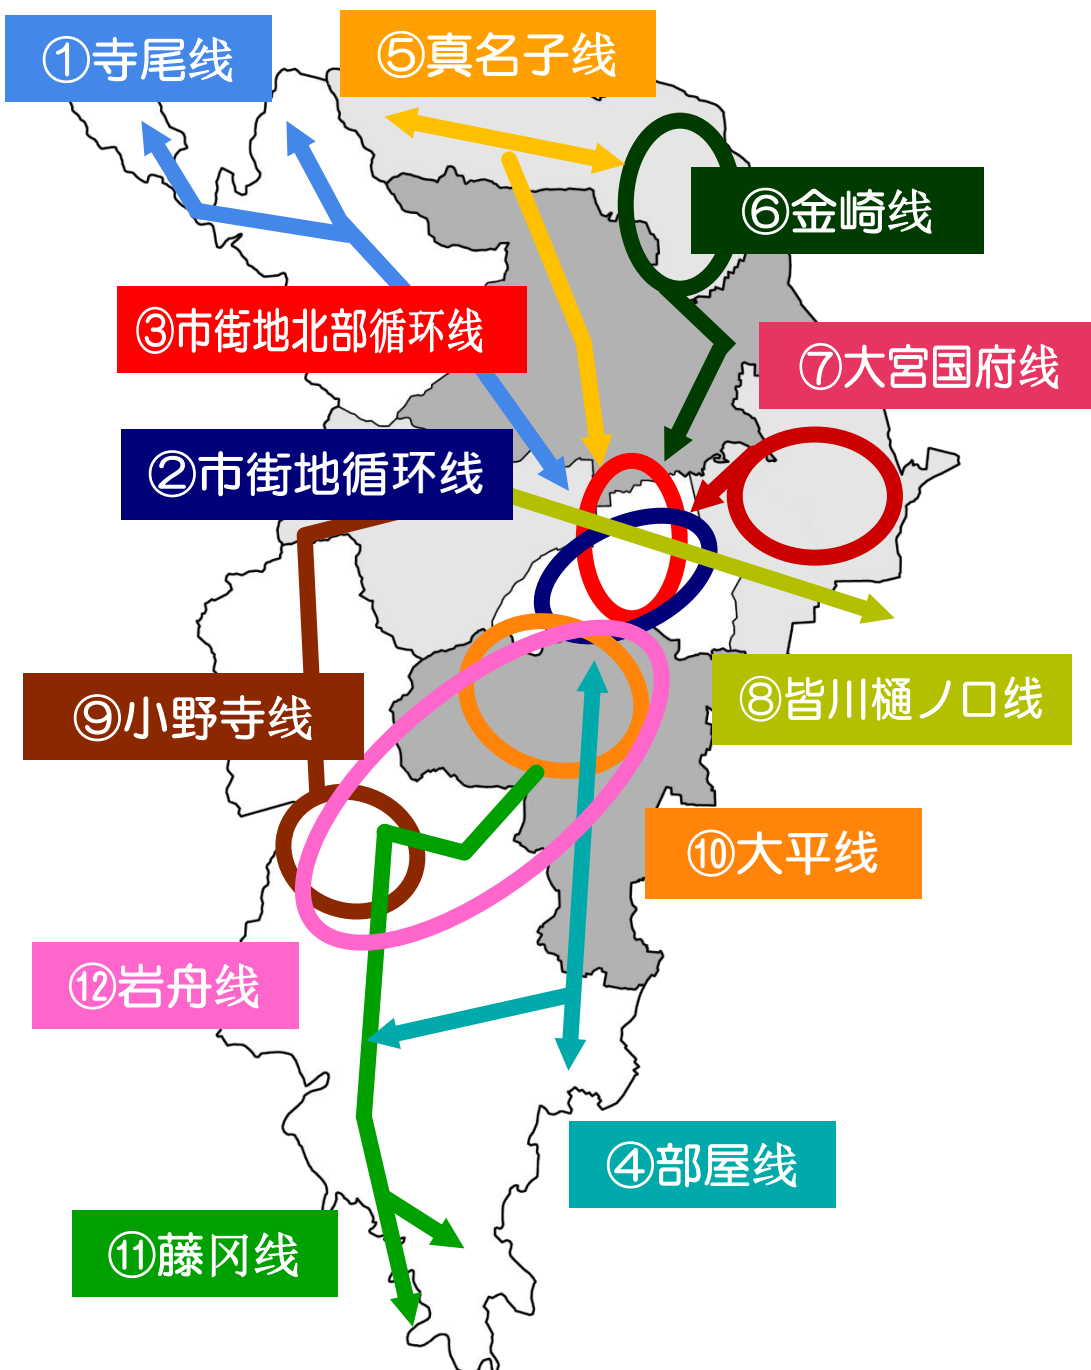 ①寺尾线
⑤真名子线
⑥金崎线
③市街地北部循环线
⑦大宫国府线
②市街地循环线
⑨小野寺线
⑧皆川樋ノ口线
⑩大平线
⑫岩舟线
④部屋线
⑪藤冈线